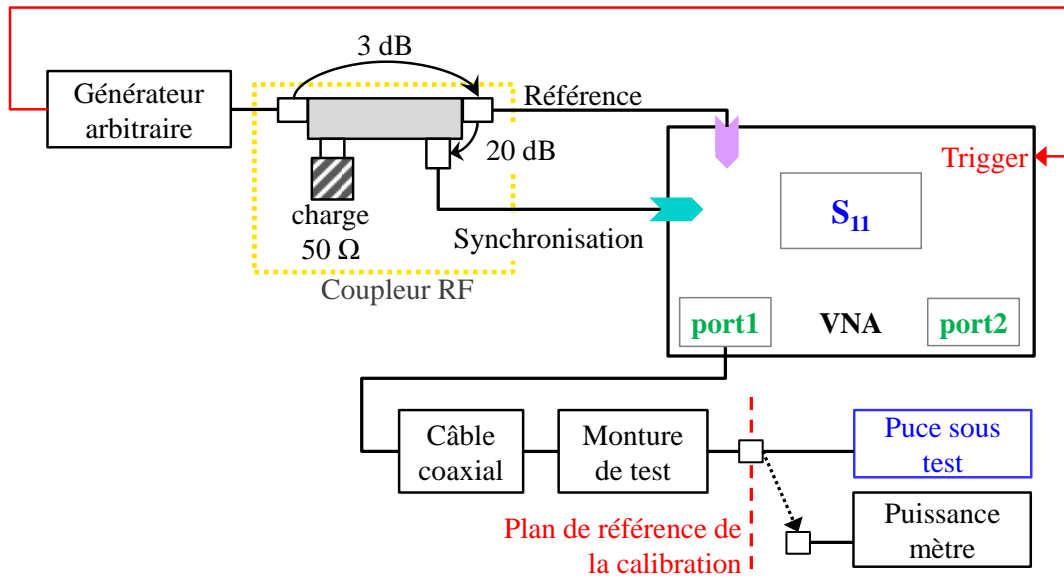 3 dB
Générateur
arbitraire
Référence
20 dB
Trigger
S11
charge
50 Ω
Synchronisation
Coupleur RF
port1
VNA
port2
Câble
coaxial
Monture
de test
Puce sous
test
Plan de référence de
la calibration
Puissance
mètre